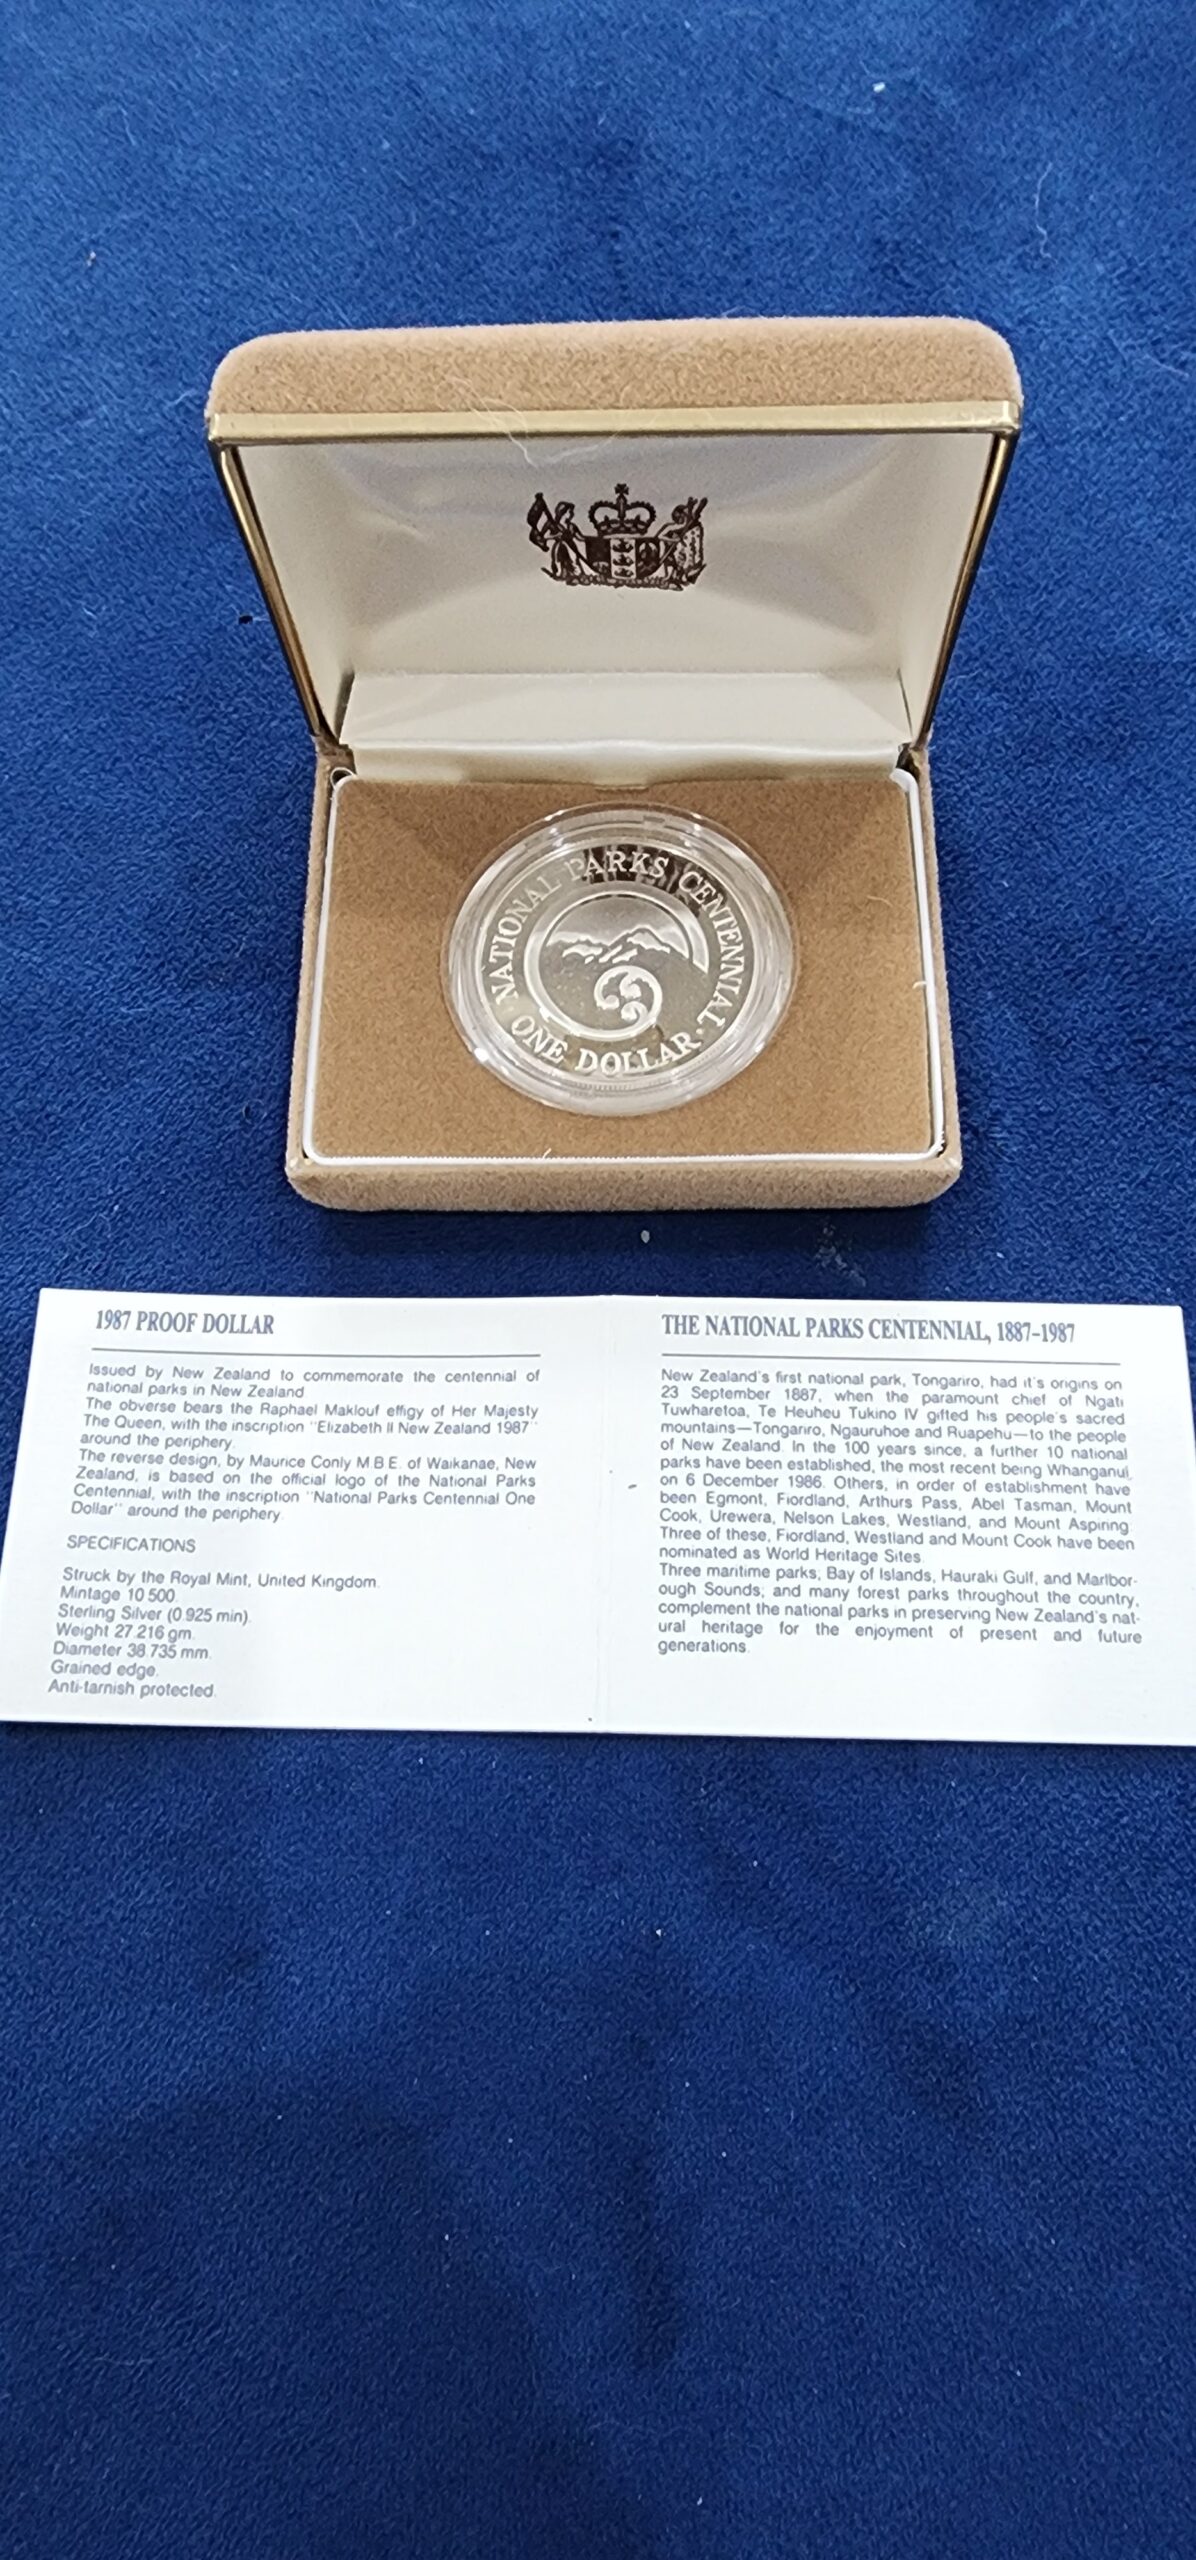 NATIONAL PARKS CENTENNIAL
· ONE DOLLAR ·
1987 PROOF DOLLAR
Issued by New Zealand to commemorate the centennial of
national parks in New Zealand.
The obverse bears the Raphael Maklouf effigy of Her Majesty
The Queen, with the inscription "Elizabeth II New Zealand 1987"
around the periphery.
The reverse design, by Maurice Conly M.B.E. of Waikanae, New
Zealand, is based on the official logo of the National Parks
Centennial, with the inscription "National Parks Centennial One
Dollar" around the periphery.
SPECIFICATIONS
Struck by the Royal Mint, United Kingdom.
Mintage 10 500.
Sterling Silver (0.925 min).
Weight 27.216 gm.
Diameter 38.735 mm.
Grained edge.
Anti-tarnish protected.
THE NATIONAL PARKS CENTENNIAL, 1887-1987
New Zealand's first national park, Tongariro, had it's origins on
23 September 1887, when the paramount chief of Ngati
Tuwharetoa, Te Heuheu Tukino IV gifted his people's sacred
mountains—Tongariro, Ngauruhoe and Ruapehu—to the people
of New Zealand. In the 100 years since, a further 10 national
parks have been established, the most recent being Whanganui,
on 6 December 1986. Others, in order of establishment have
been Egmont, Fiordland, Arthurs Pass, Abel Tasman, Mount
Cook, Urewera, Nelson Lakes, Westland, and Mount Aspiring.
Three of these, Fiordland, Westland and Mount Cook have been
nominated as World Heritage Sites.
Three maritime parks; Bay of Islands, Hauraki Gulf, and Marlbor-
ough Sounds; and many forest parks throughout the country,
complement the national parks in preserving New Zealand's nat-
ural heritage for the enjoyment of present and future
generations.